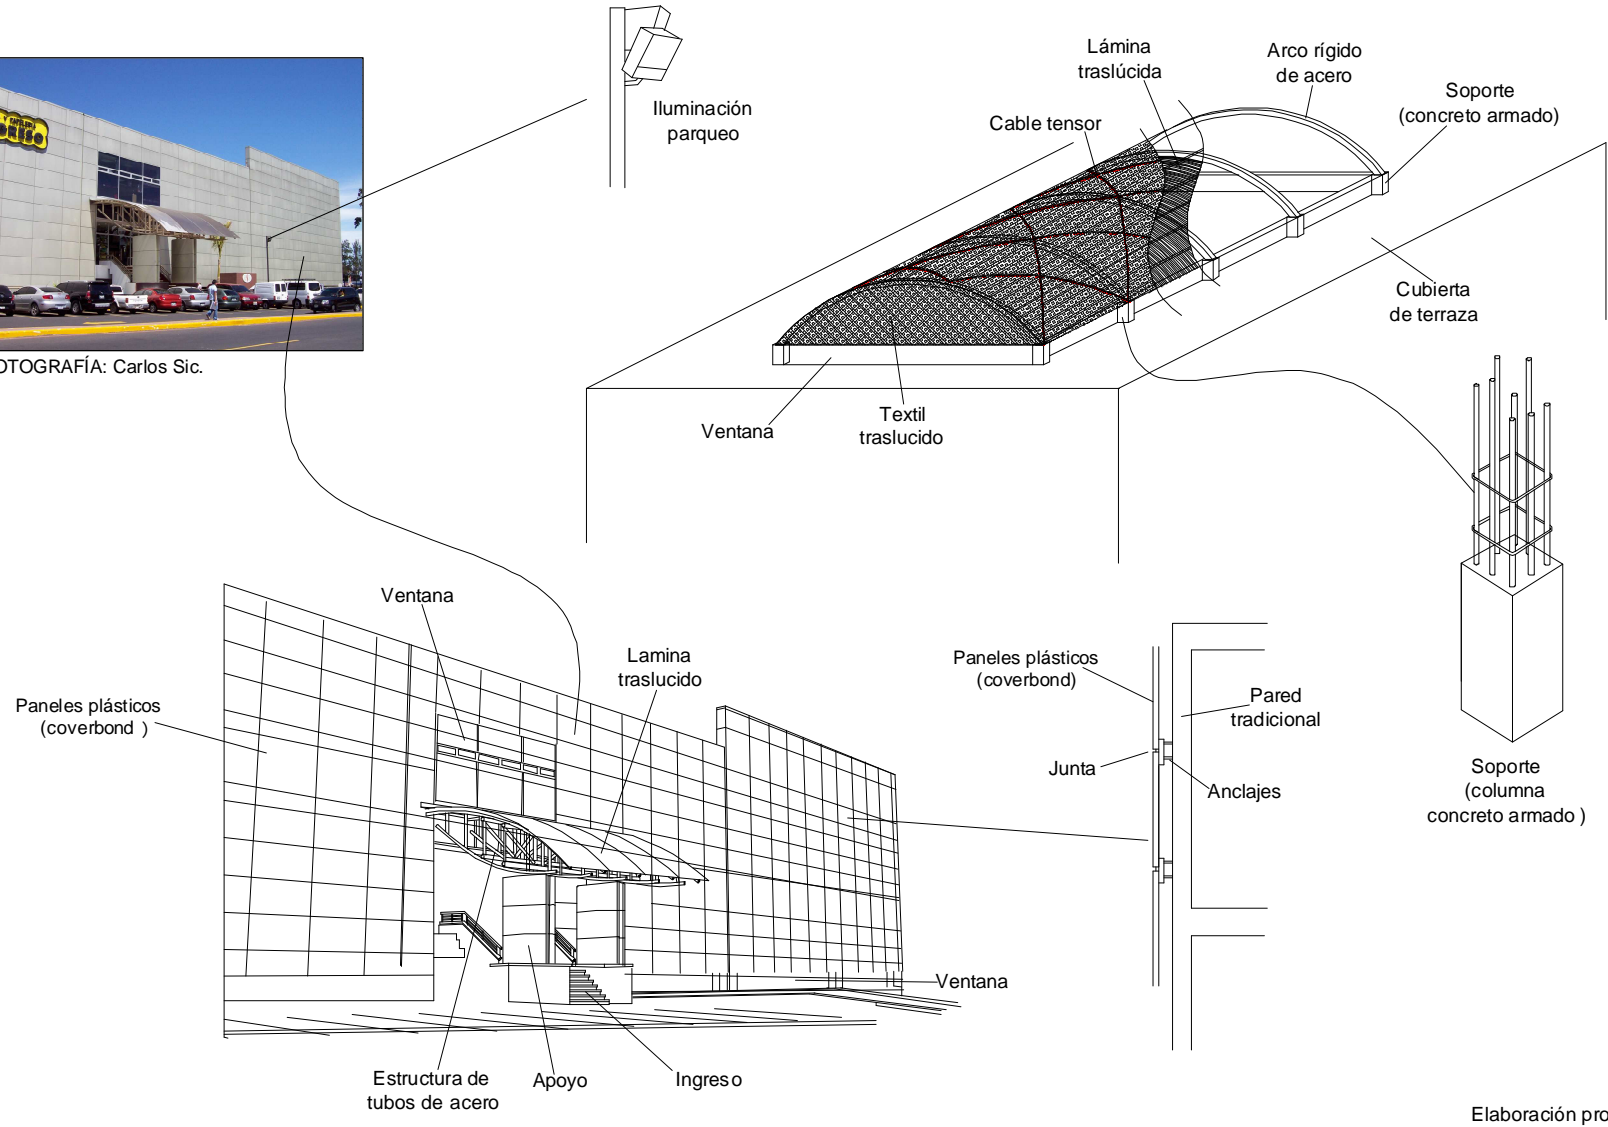 Iluminación
parqueo
Lámina
traslúcida
Arco rígido
de acero
Soporte
(concreto armado)
Cable tensor
Cubierta
de terraza
Ventana
Textil
traslucido
OTOGRAFÍA: Carlos Sic.
Ventana
Lamina
traslucido
Paneles plásticos
(coverbond )
Paneles plásticos
(coverbond)
Pared
tradicional
Junta
Anclajes
Soporte
(columna
concreto armado )
Ventana
Estructura de
tubos de acero
Apoyo
Ingreso
Elaboración pro